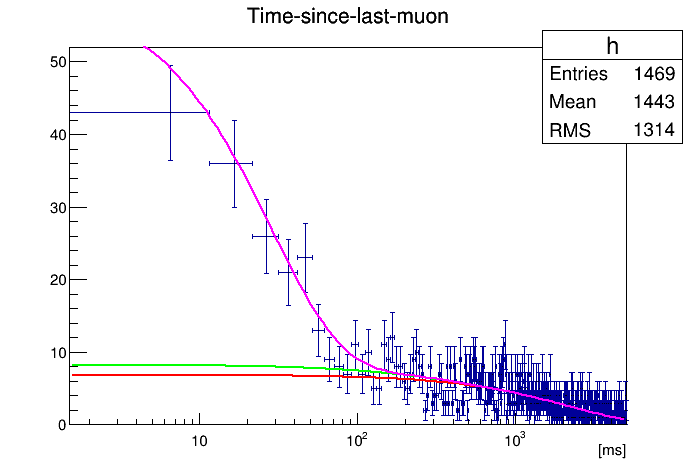 Time-since-last-muon
h
Entries 1469
Mean 1443
RMS 1314
50
40
30
20
10
0
10 10² 10³
[ms]